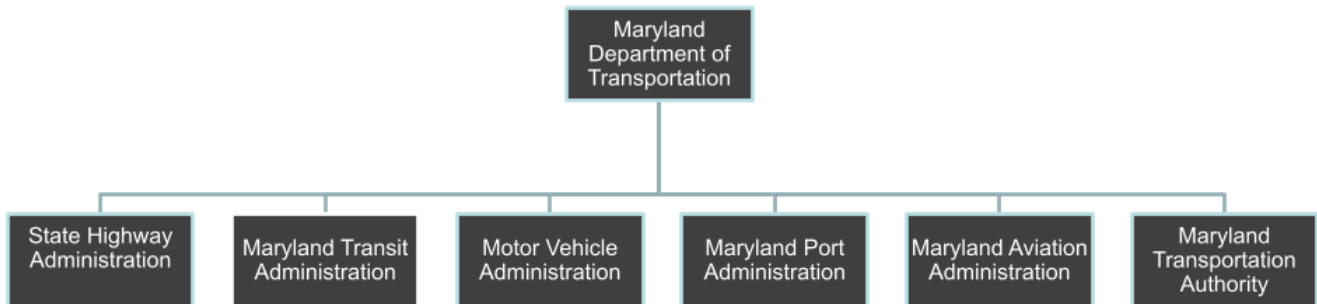 Maryland
Department of
Transportation
State Highway
Administration
Maryland Transit
Administration
Motor Vehicle
Administration
Maryland Port
Administration
Maryland Aviation
Administration
Maryland
Transportation
Authority